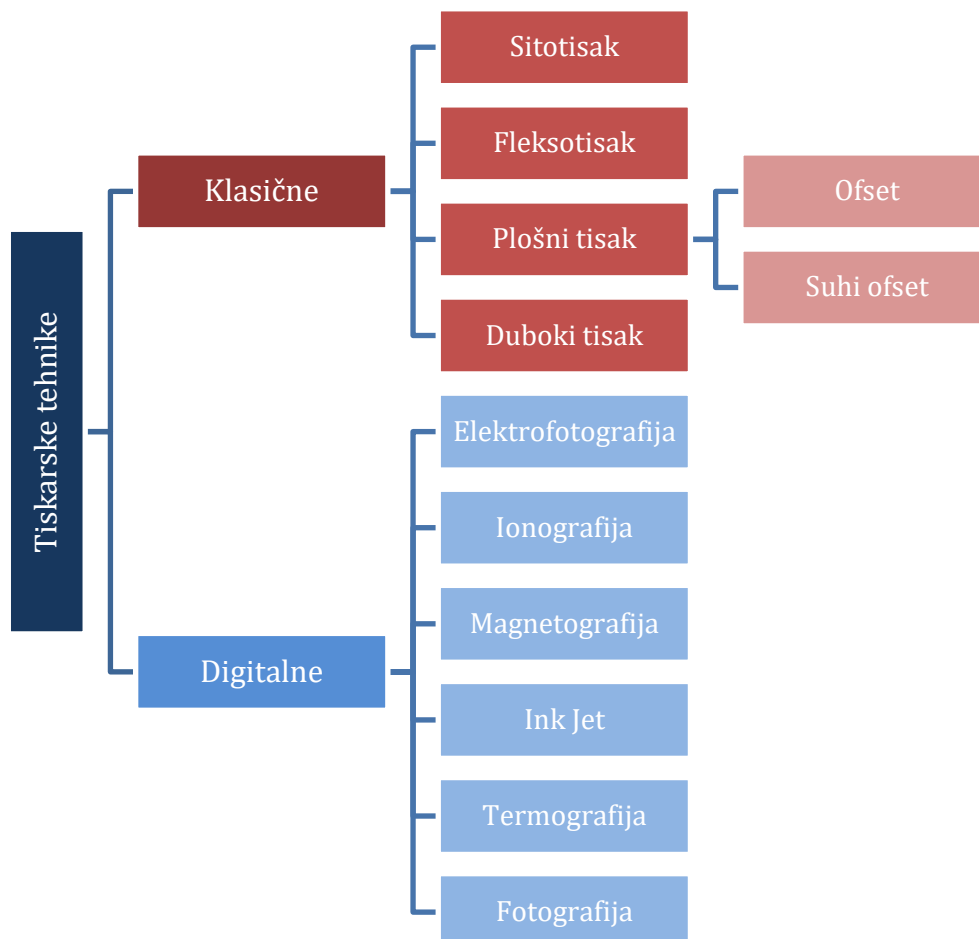 Tiskarske tehnike
Klasične
Sitotisak
Fleksotisak
Plošni tisak
Ofset
Suhi ofset
Duboki tisak
Digitalne
Elektrofotografija
Ionografija
Magnetografija
Ink Jet
Termografija
Fotografija